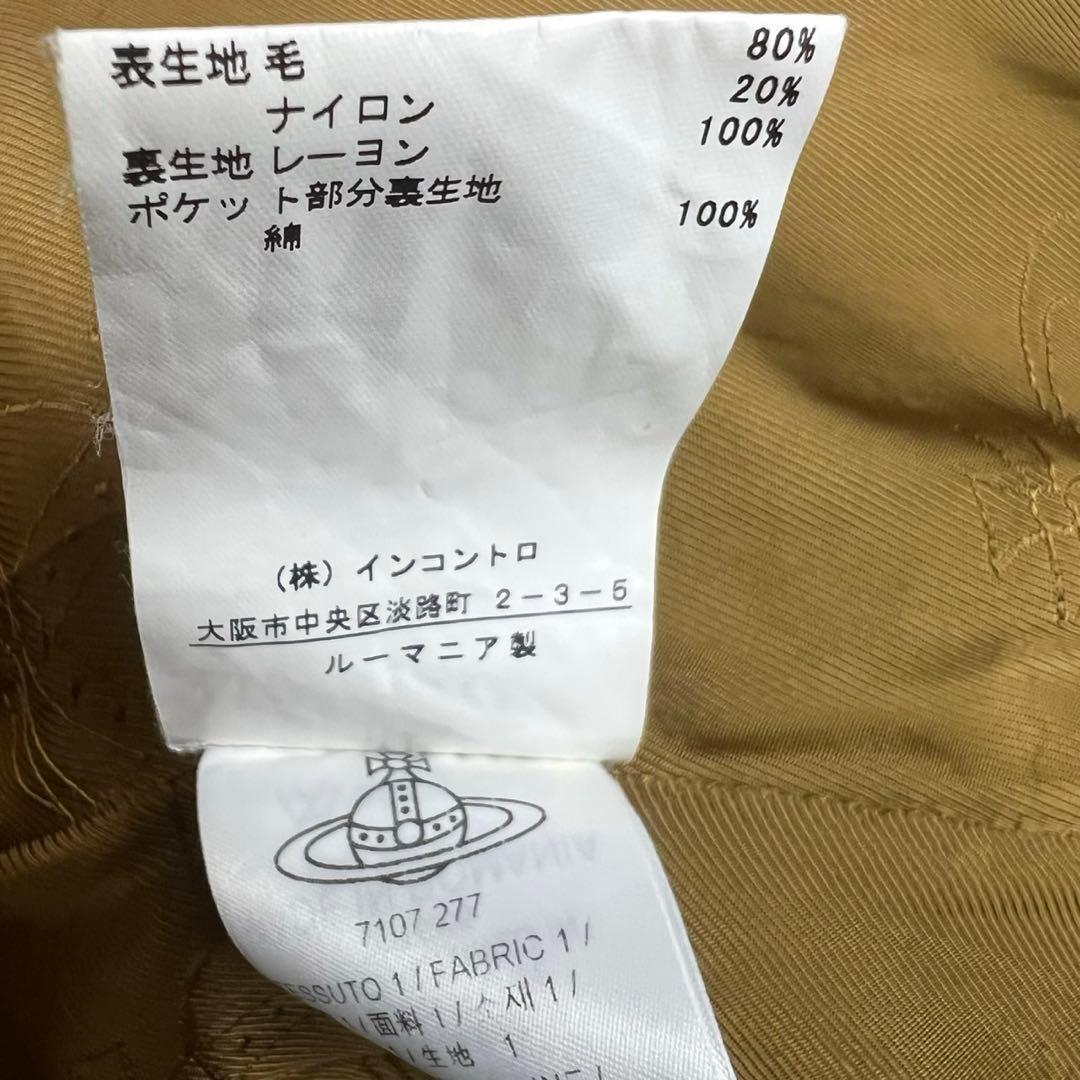 表生地 毛 80%
ナイロン 20%
裏生地 レーヨン 100%
ポケット部分裏生地
綿 100%
(株) インコントロ
大阪市中央区淡路町 2-3-5
ルーマニア製
7107 277
ESSUTO 1 / FABRIC 1 /
/ 面料 1 / 소재 1 /
/ 生地 1